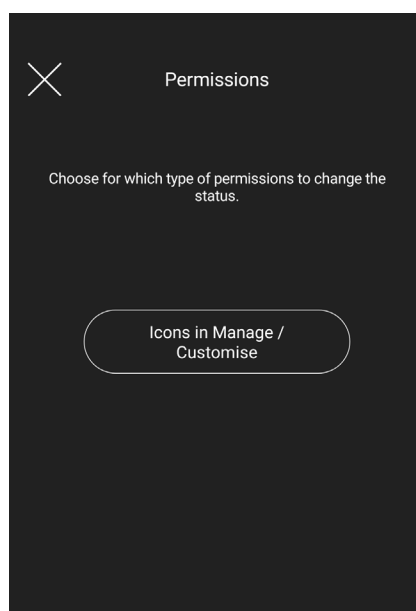 Permissions
Choose for which type of permissions to change the
status.
Icons in Manage /
Customise